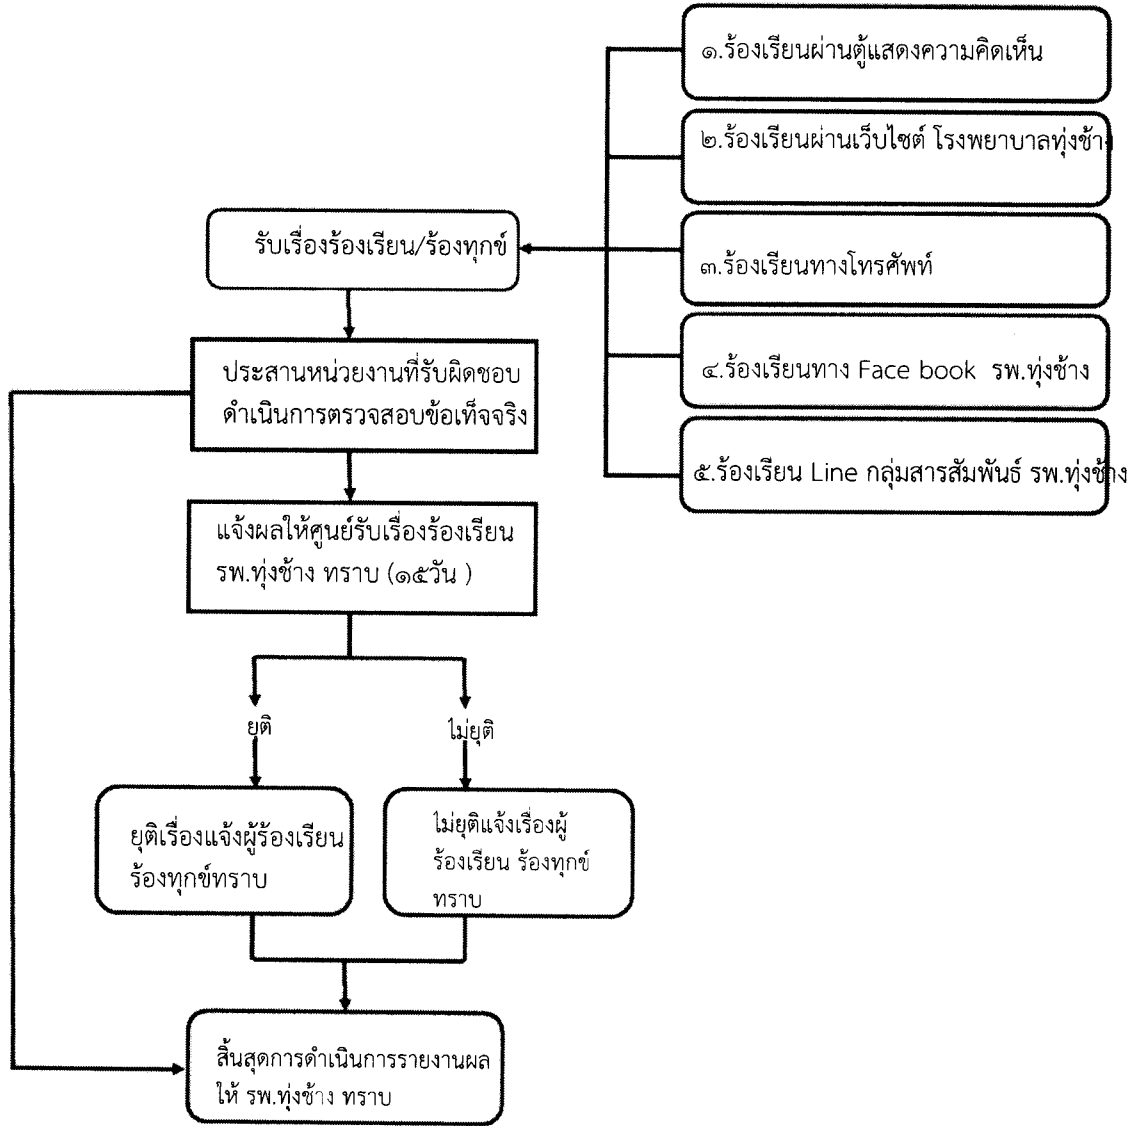 ๑.ร้องเรียนผ่านตู้แสดงความคิดเห็น
๒.ร้องเรียนผ่านเว็บไซต์ โรงพยาบาลทุ่งช้าง
รับเรื่องร้องเรียน/ร้องทุกข์
๓.ร้องเรียนทางโทรศัพท์
๔.ร้องเรียนทาง Face book รพ.ทุ่งช้าง
๕.ร้องเรียน Line กลุ่มสารสัมพันธ์ รพ.ทุ่งช้าง
ประสานหน่วยงานที่รับผิดชอบ
ดำเนินการตรวจสอบข้อเท็จจริง
แจ้งผลให้ศูนย์รับเรื่องร้องเรียน
รพ.ทุ่งช้าง ทราบ (๑๕วัน )
ยุติ
ไม่ยุติ
ยุติเรื่องแจ้งผู้ร้องเรียน
ร้องทุกข์ทราบ
ไม่ยุติแจ้งเรื่องผู้
ร้องเรียน ร้องทุกข์
ทราบ
สิ้นสุดการดำเนินการรายงานผล
ให้ รพ.ทุ่งช้าง ทราบ